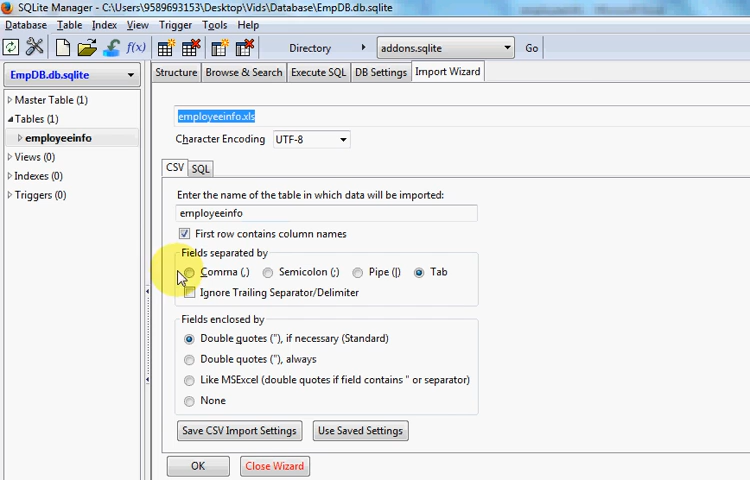 SQLite Manager - C:\Users\9589693153\Desktop\Vids\Database\EmpDB.db.sqlite
Database Table Index View Trigger Tools Help
f(x) Directory addons.sqlite Go
EmpDB.db.sqlite
Structure Browse & Search Execute SQL DB Settings Import Wizard
Master Table (1)
Tables (1)
employeeinfo
Views (0)
Indexes (0)
Triggers (0)
employeeinfo.xls
Character Encoding UTF-8
CSV SQL
Enter the name of the table in which data will be imported:
employeeinfo
First row contains column names
Fields separated by
Comma (,) Semicolon (;) Pipe (|) Tab
Ignore Trailing Separator/Delimiter
Fields enclosed by
Double quotes ("), if necessary (Standard)
Double quotes ("), always
Like MSExcel (double quotes if field contains " or separator)
None
Save CSV Import Settings Use Saved Settings
OK Close Wizard